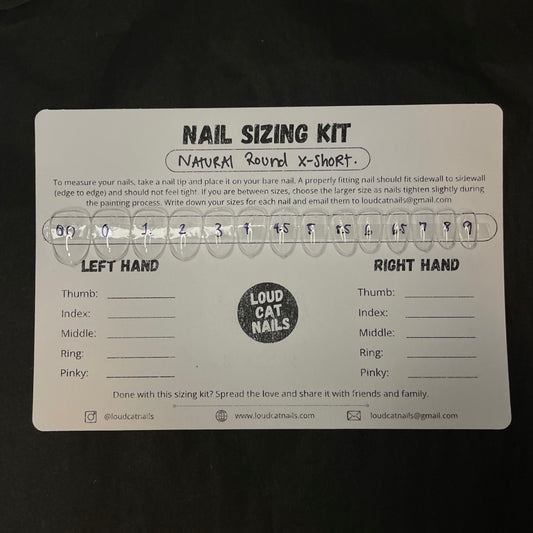 NAIL SIZING KIT
NATURAL Round X-SHORT.
To measure your nails, take a nail tip and place it on your bare nail. A properly fitting nail should fit sidewall to sidewall
(edge to edge) and should not feel tight. If you are between sizes, choose the larger size as nails tighten slightly during
the painting process. Write down your sizes for each nail and email them to loudcatnails@gmail.com
00 0 1 2 3 4 4.5 5 5.5 6 6.5 7 8 9
LEFT HAND
Thumb:
Index:
Middle:
Ring:
Pinky:
LOUD
CAT
NAILS
RIGHT HAND
Thumb:
Index:
Middle:
Ring:
Pinky:
Done with this sizing kit? Spread the love and share it with friends and family.
@loudcatnails www.loudcatnails.com loudcatnails@gmail.com